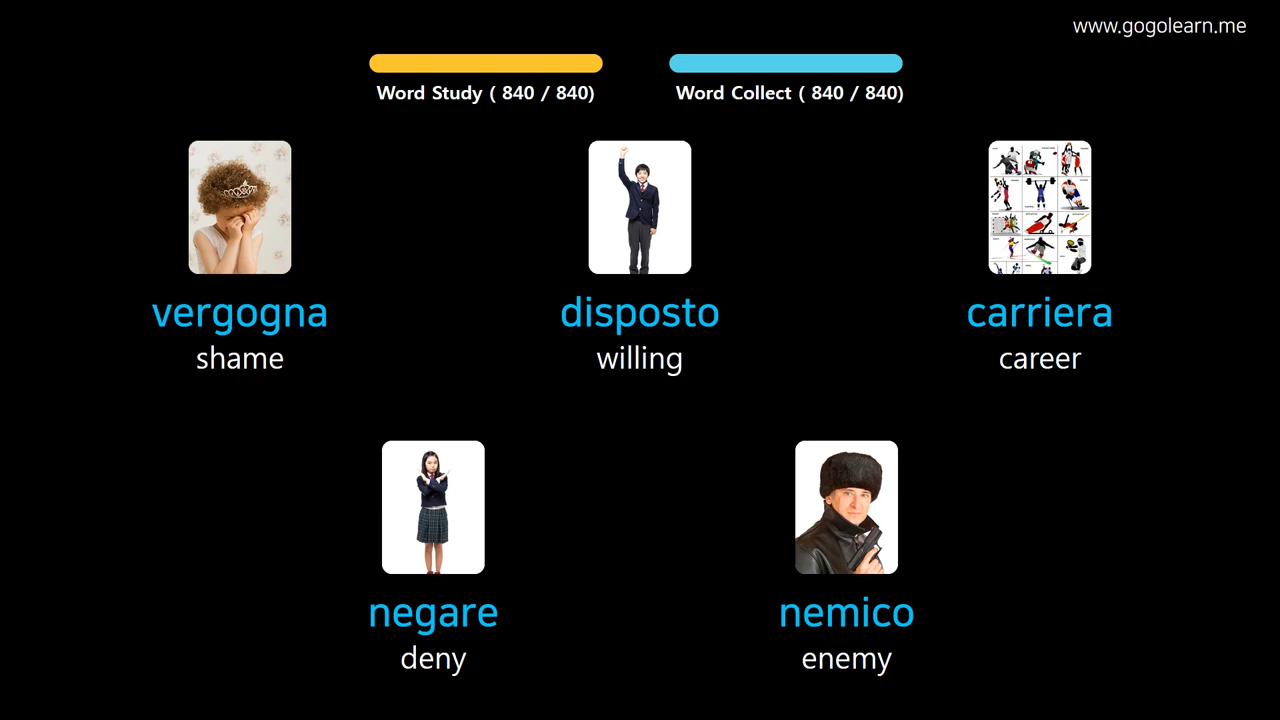 www.gogolearn.me
Word Study ( 840 / 840)
Word Collect ( 840 / 840)
vergogna
shame
disposto
willing
carriera
career
negare
deny
nemico
enemy